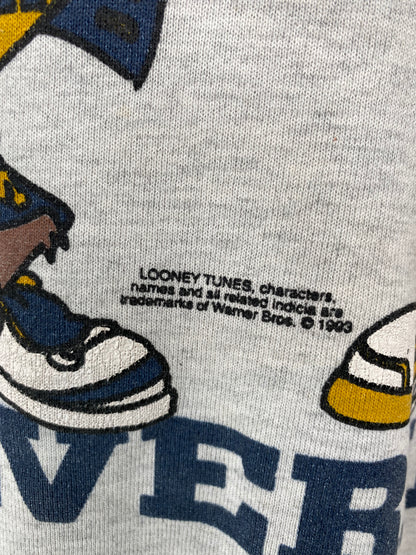 LOONEY TUNES, characters,
names and all related indicia are
trademarks of Warner Bros. © 1993
VER